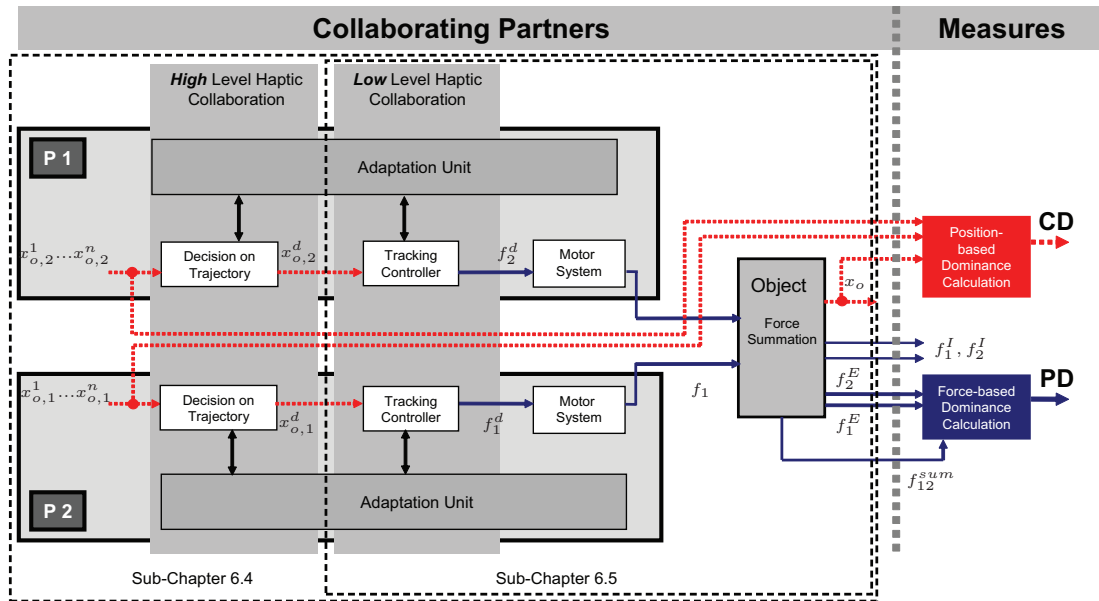 Collaborating Partners
Measures
High Level Haptic
Collaboration
Low Level Haptic
Collaboration
P 1
Adaptation Unit
x_{o,2}^1 ... x_{o,2}^n
Decision on
Trajectory
x_{o,2}^d
Tracking
Controller
f_2^d
Motor
System
Position-
based
Dominance
Calculation
CD
Object
Force
Summation
x_o
f_1^I, f_2^I
x_{o,1}^1 ... x_{o,1}^n
Decision on
Trajectory
x_{o,1}^d
Tracking
Controller
f_1^d
Motor
System
f_1
f_2^E
f_1^E
Force-based
Dominance
Calculation
PD
f_{12}^{sum}
Adaptation Unit
P 2
Sub-Chapter 6.4
Sub-Chapter 6.5